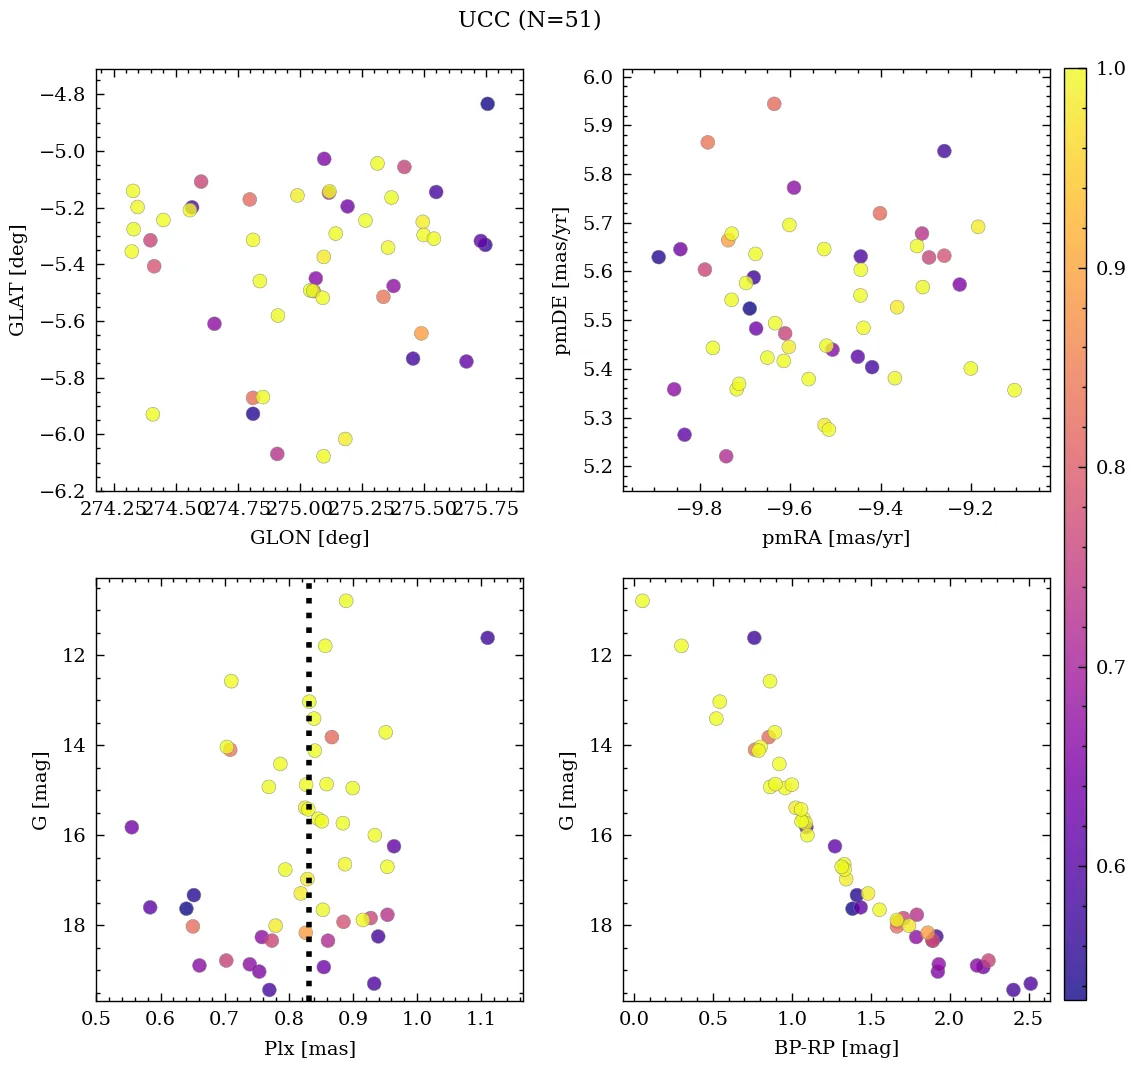 UCC (N=51)
−4.8
−5.0
−5.2
−5.4
−5.6
−5.8
−6.0
−6.2
GLAT [deg]
274.25 274.50 274.75 275.00 275.25 275.50 275.75
GLON [deg]
6.0
5.9
5.8
5.7
5.6
5.5
5.4
5.3
5.2
pmDE [mas/yr]
−9.8 −9.6 −9.4 −9.2
pmRA [mas/yr]
1.0
0.9
0.8
0.7
0.6
12
14
16
18
G [mag]
0.5 0.6 0.7 0.8 0.9 1.0 1.1
Plx [mas]
12
14
16
18
G [mag]
0.0 0.5 1.0 1.5 2.0 2.5
BP-RP [mag]